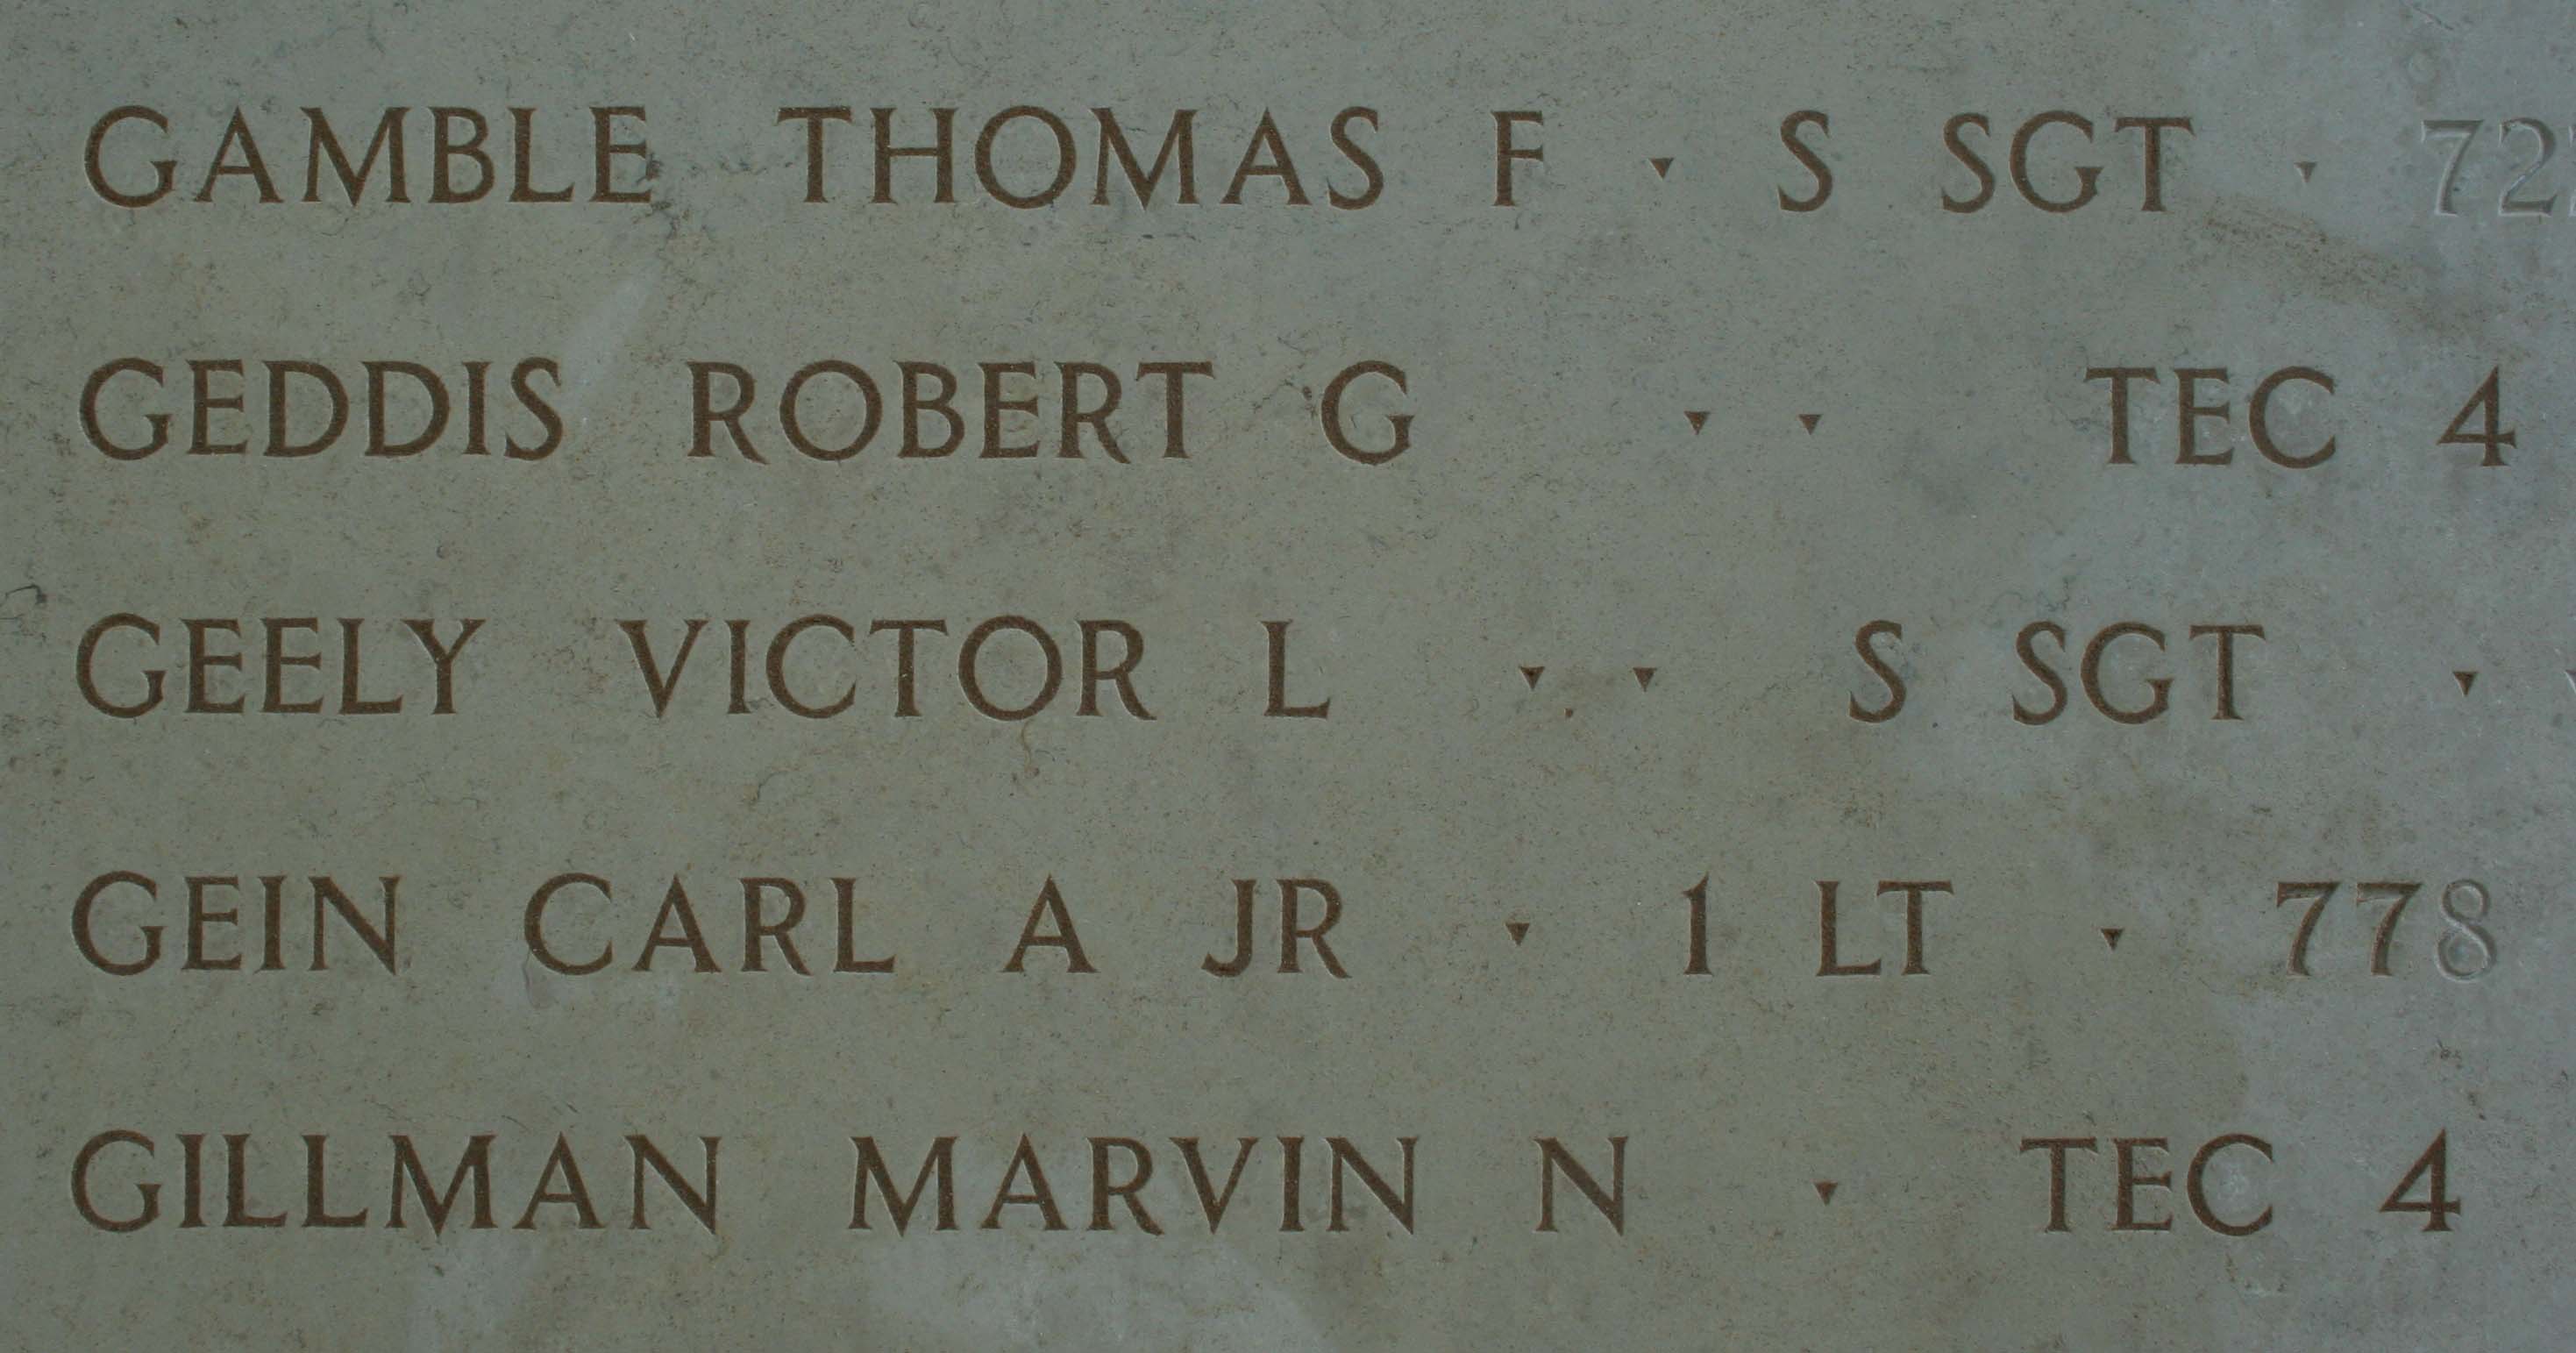 GAMBLE THOMAS F · S SGT · 72
GEDDIS ROBERT G · · TEC 4
GEELY VICTOR L · · S SGT ·
GEIN CARL A JR · 1 LT · 778
GILLMAN MARVIN N · TEC 4